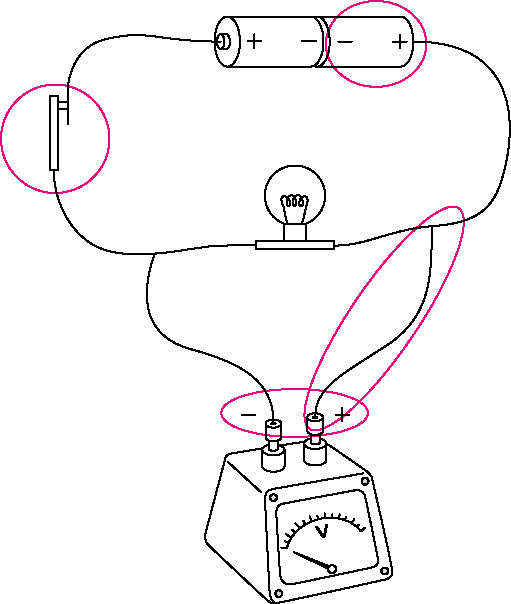 + − − +
− +
V